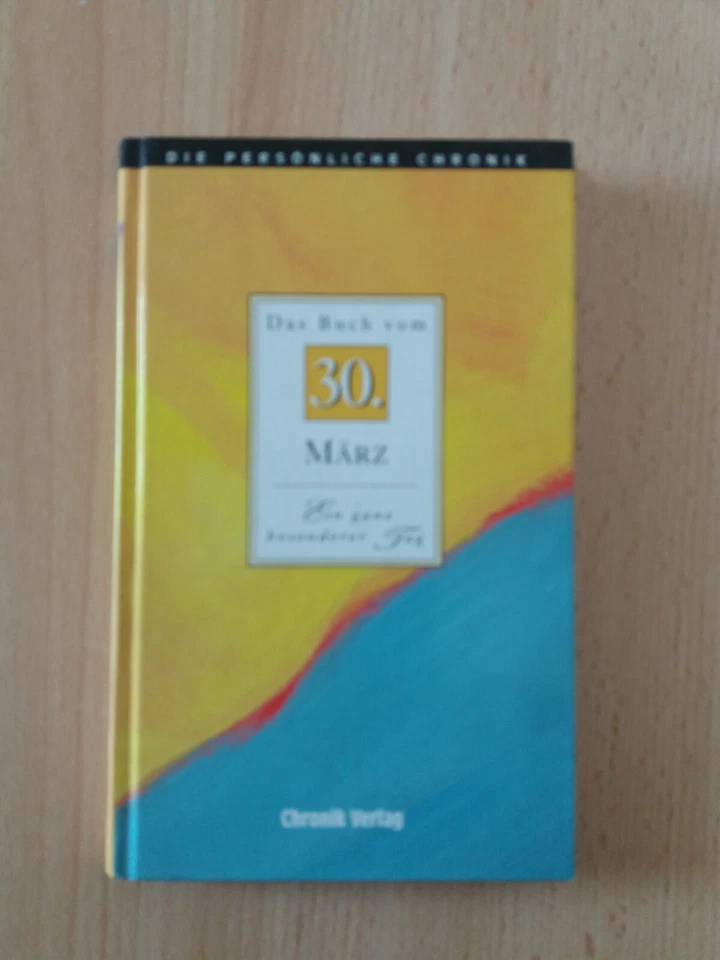 DIE PERSÖNLICHE CHRONIK
Das Buch vom
30.
MÄRZ
Ein ganz
besonderer Tag
Chronik Verlag